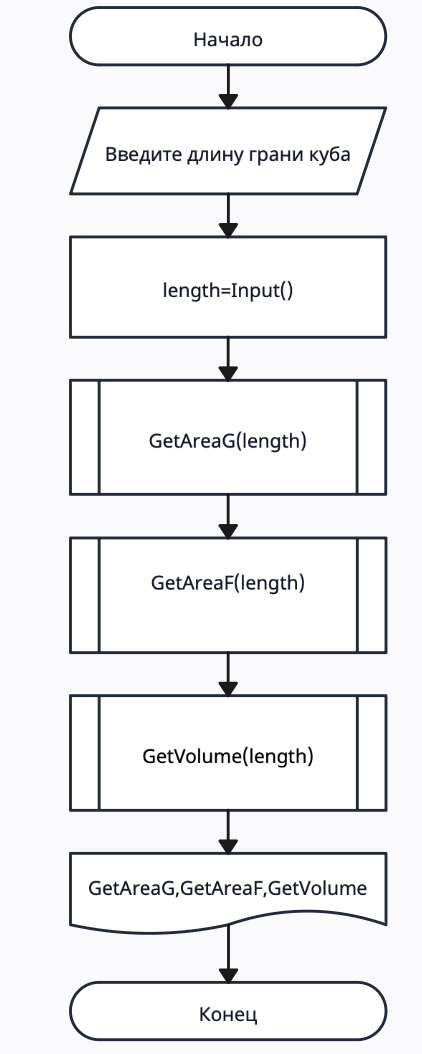 Начало
Введите длину грани куба
length=Input()
GetAreaG(length)
GetAreaF(length)
GetVolume(length)
GetAreaG,GetAreaF,GetVolume
Конец